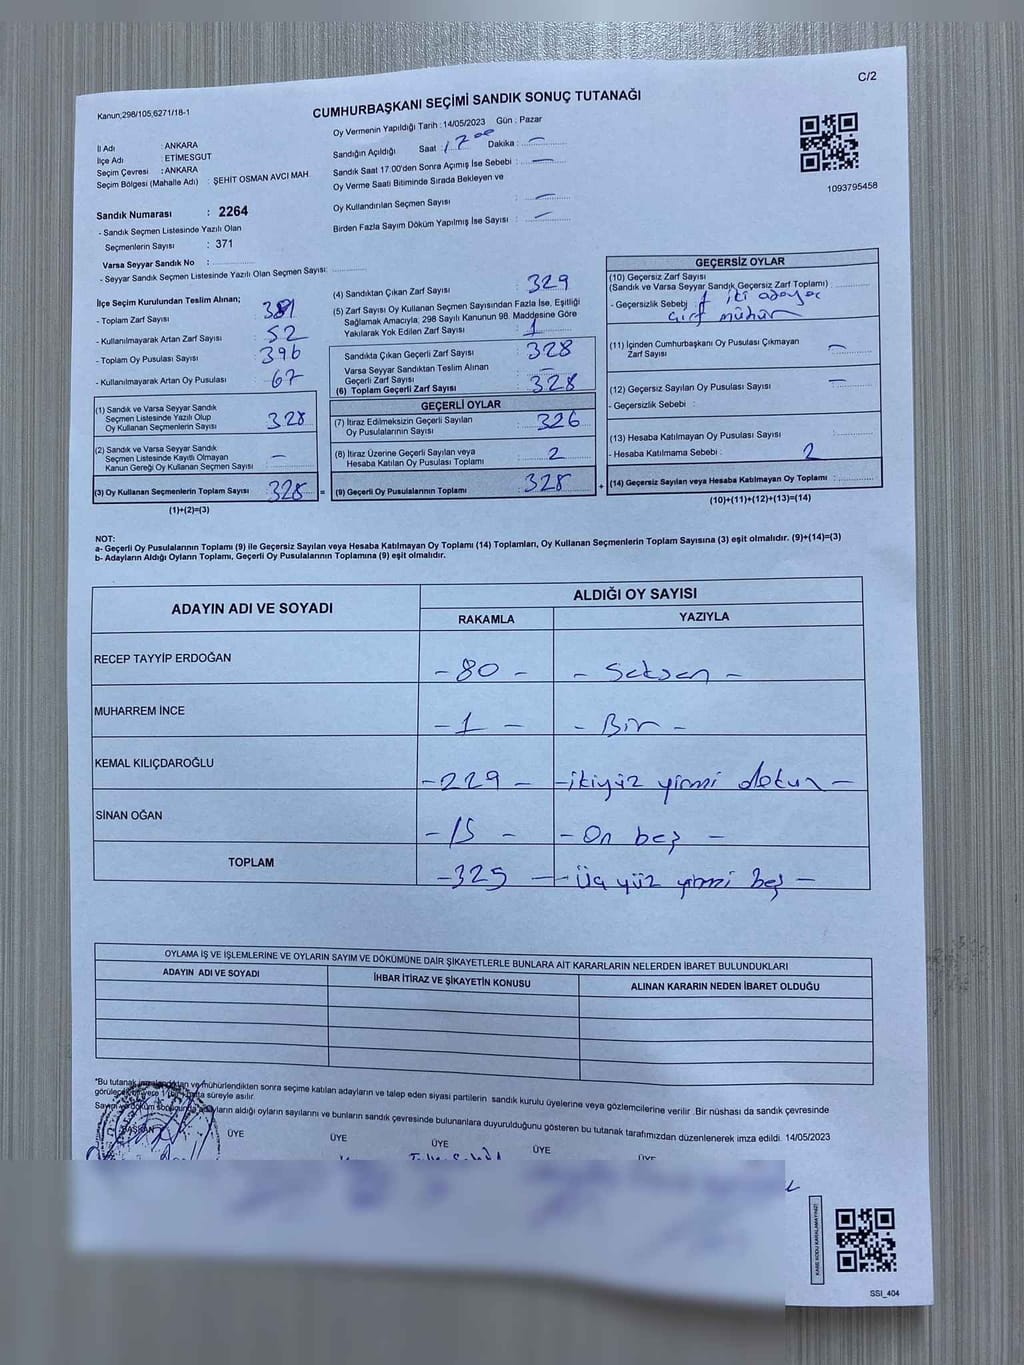 C/2
Kanun;298/105,6271/18-1
CUMHURBAŞKANI SEÇİMİ SANDIK SONUÇ TUTANAĞI
Oy Vermenin Yapıldığı Tarih : 14/05/2023 Gün : Pazar
İl Adı : ANKARA
İlçe Adı : ETİMESGUT
Seçim Çevresi : ANKARA
Seçim Bölgesi (Mahalle Adı) : ŞEHİT OSMAN AVCI MAH.
Sandığın Açıldığı Saat : 17 00 Dakika : —
Sandık Saat 17:00'den Sonra Açımış İse Sebebi : —
Oy Verme Saati Bitiminde Sırada Bekleyen ve
Oy Kullandırılan Seçmen Sayısı : —
Birden Fazla Sayım Döküm Yapılmış İse Sayısı : —
1093795458
Sandık Numarası : 2264
- Sandık Seçmen Listesinde Yazılı Olan
Seçmenlerin Sayısı : 371
Varsa Seyyar Sandık No :
- Seyyar Sandık Seçmen Listesinde Yazılı Olan Seçmen Sayısı:
İlçe Seçim Kurulundan Teslim Alınan;
- Toplam Zarf Sayısı 381
- Kullanılmayarak Artan Zarf Sayısı 52
- Toplam Oy Pusulası Sayısı 396
- Kullanılmayarak Artan Oy Pusulası 67
(1) Sandık ve Varsa Seyyar Sandık
Seçmen Listesinde Yazılı Olup
Oy Kullanan Seçmenlerin Sayısı 328
(2) Sandık ve Varsa Seyyar Sandık
Seçmen Listesinde Kayıtlı Olmayan
Kanun Gereği Oy Kullanan Seçmen Sayısı —
(3) Oy Kullanan Seçmenlerin Toplam Sayısı 328 =
(1)+(2)=(3)
(4) Sandıktan Çıkan Zarf Sayısı : 329
(5) Zarf Sayısı Oy Kullanan Seçmen Sayısından Fazla İse, Eşitliği
Sağlamak Amacıyla; 298 Sayılı Kanunun 98. Maddesine Göre
Yakılarak Yok Edilen Zarf Sayısı : 1
Sandıkta Çıkan Geçerli Zarf Sayısı : 328
Varsa Seyyar Sandıktan Teslim Alınan
Geçerli Zarf Sayısı : —
(6) Toplam Geçerli Zarf Sayısı : 328
GEÇERLİ OYLAR
(7) İtiraz Edilmeksizin Geçerli Sayılan
Oy Pusulalarının Sayısı : 326
(8) İtiraz Üzerine Geçerli Sayılan veya
Hesaba Katılan Oy Pusulası Toplamı : 2
(9) Geçerli Oy Pusulalarının Toplamı : 328 +
GEÇERSİZ OYLAR
(10) Geçersiz Zarf Sayısı
(Sandık ve Varsa Seyyar Sandık Geçersiz Zarf Toplamı) :
- Geçersizlik Sebebi : 1 iki adaya
çift mühür
(11) İçinden Cumhurbaşkanı Oy Pusulası Çıkmayan
Zarf Sayısı : —
(12) Geçersiz Sayılan Oy Pusulası Sayısı : —
- Geçersizlik Sebebi :
(13) Hesaba Katılmayan Oy Pusulası Sayısı :
- Hesaba Katılmama Sebebi : 2
(14) Geçersiz Sayılan veya Hesaba Katılmayan Oy Toplamı :
(10)+(11)+(12)+(13)=(14)
NOT:
a- Geçerli Oy Pusulalarının Toplamı (9) ile Geçersiz Sayılan veya Hesaba Katılmayan Oy Toplamı (14) Toplamları, Oy Kullanan Seçmenlerin Toplam Sayısına (3) eşit olmalıdır. (9)+(14)=(3)
b- Adayların Aldığı Oyların Toplamı, Geçerli Oy Pusulalarının Toplamına (9) eşit olmalıdır.
ADAYIN ADI VE SOYADI
ALDIĞI OY SAYISI
RAKAMLA YAZIYLA
RECEP TAYYİP ERDOĞAN - 80 - - Seksen -
MUHARREM İNCE - 1 - - Bir -
KEMAL KILIÇDAROĞLU - 229 - - ikiyüz yirmi dokuz -
SİNAN OĞAN - 15 - - On beş -
TOPLAM - 325 - - Üç yüz yirmi beş -
OYLAMA İŞ VE İŞLEMLERİNE VE OYLARIN SAYIM VE DÖKÜMÜNE DAİR ŞİKAYETLERLE BUNLARA AİT KARARLARIN NELERDEN İBARET BULUNDUKLARI
ADAYIN ADI VE SOYADI İHBAR İTİRAZ VE ŞİKAYETİN KONUSU ALINAN KARARIN NEDEN İBARET OLDUĞU
*Bu tutanak ve mühürlendikten sonra seçime katılan adayların ve talep eden siyasi partilerin sandık kurulu üyelerine veya gözlemcilerine verilir. Bir nüshası da sandık çevresinde
süreyle asılır.
adayların aldığı oyların sayılarını ve bunların sandık çevresinde bulunanlara duyurulduğunu gösteren bu tutanak tarafımızdan düzenlenerek imza edildi. 14/05/2023
BAŞKAN ÜYE ÜYE ÜYE ÜYE ÜYE
KARE KODU KARALAMAYINIZ!
SSI_404